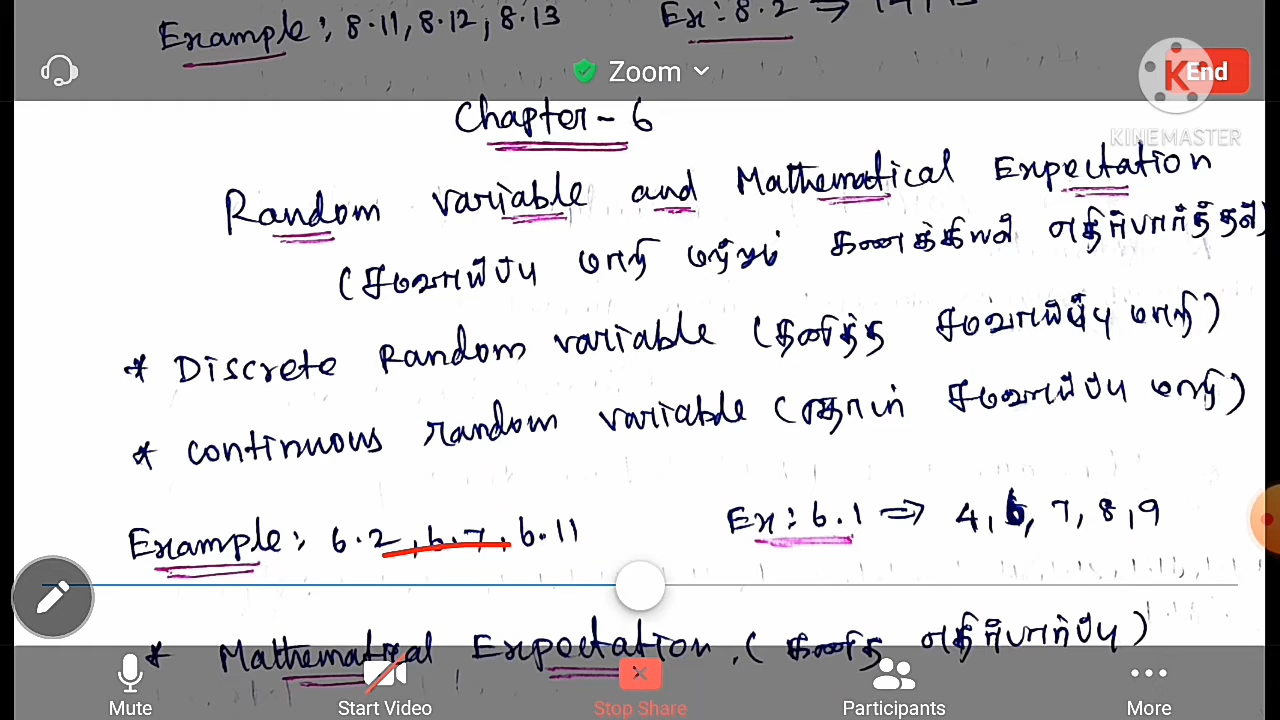 Example: 8.11, 8.12, 8.13 Ex: 8.2 ⇒
Zoom
End
KINEMASTER
Chapter - 6
Random variable and Mathematical Expectation
(சமவாய்ப்பு மாறி மற்றும் கணக்கியல் எதிர்பார்த்தல்)
* Discrete Random variable (தனித்த சமவாய்ப்பு மாறி)
* continuous random variable (தொடர் சமவாய்ப்பு மாறி)
Example: 6.2, 6.7, 6.11 Ex: 6.1 ⇒ 4, 6, 7, 8, 9
* Mathematical Expectation. (கணித எதிர்பார்ப்பு)
Mute Start Video Stop Share Participants More